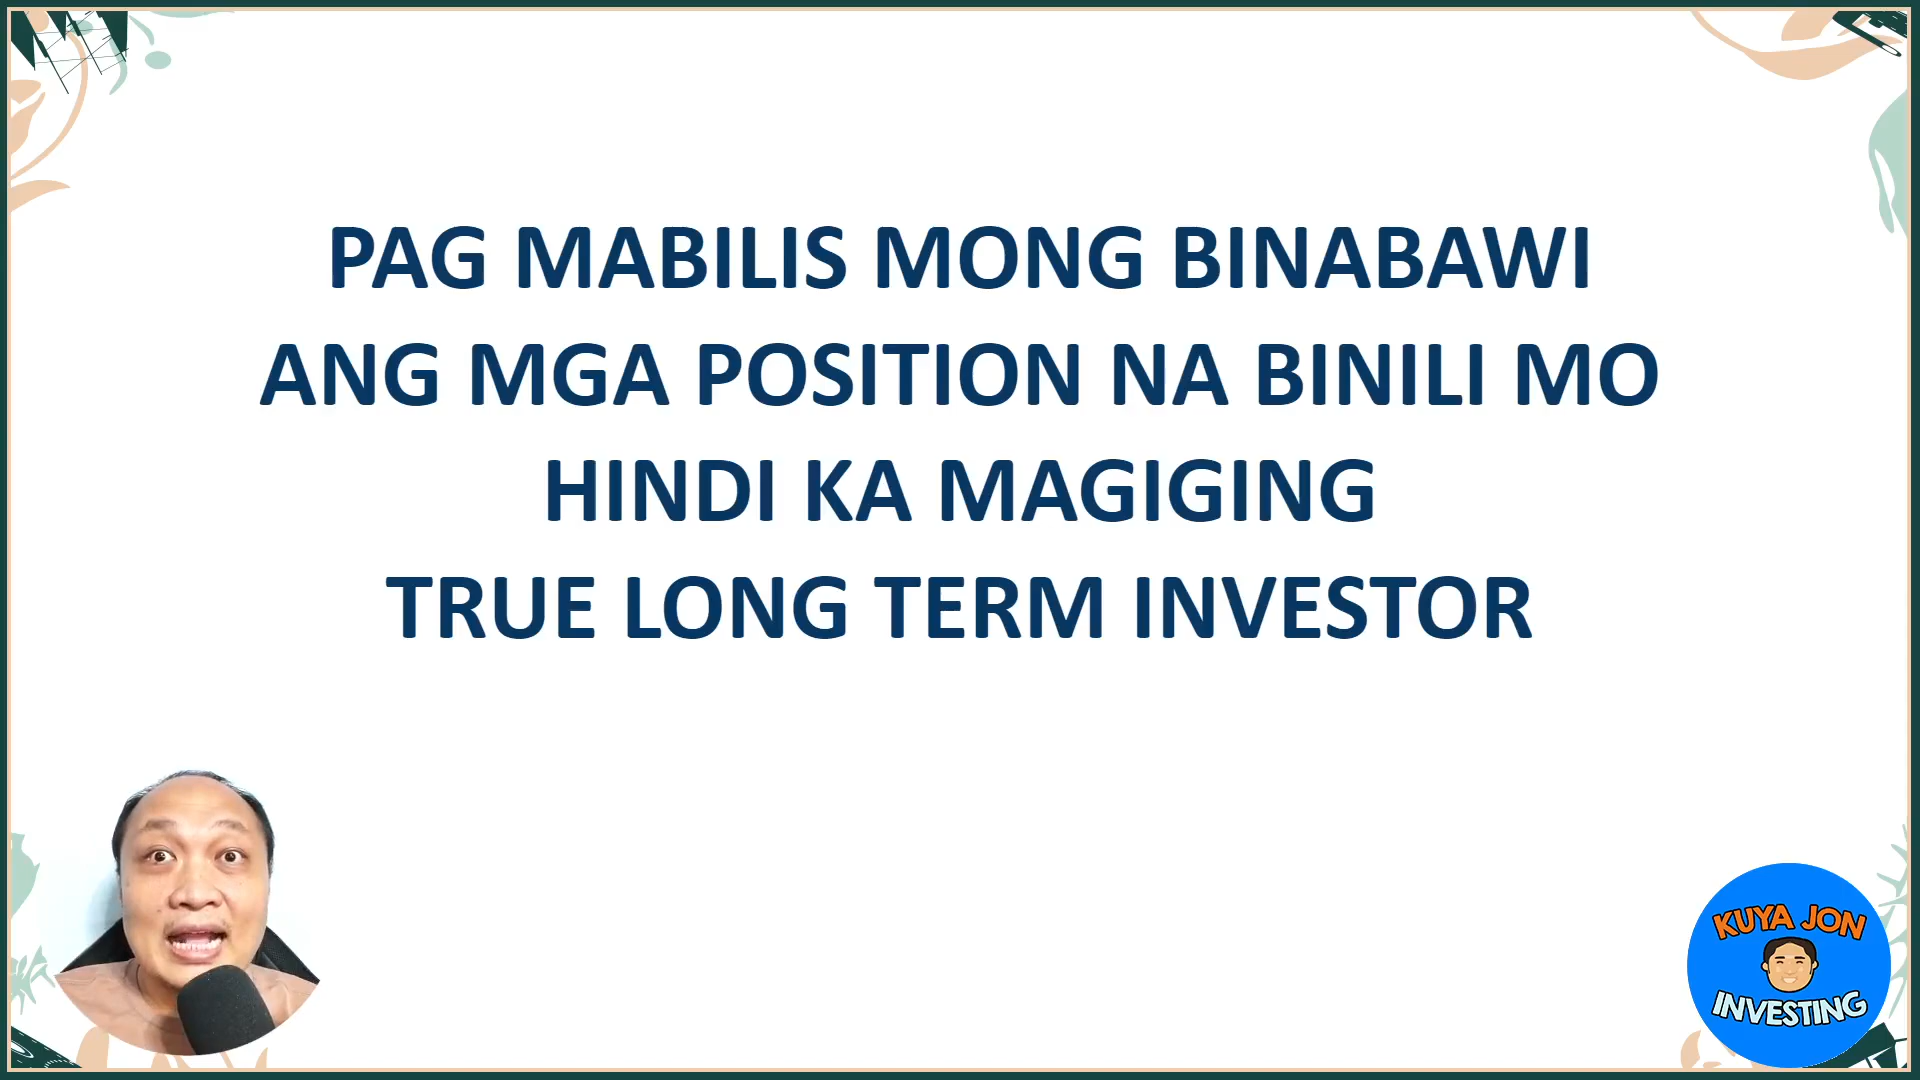 PAG MABILIS MONG BINABAWI
ANG MGA POSITION NA BINILI MO
HINDI KA MAGIGING
TRUE LONG TERM INVESTOR
KUYA JON
INVESTING